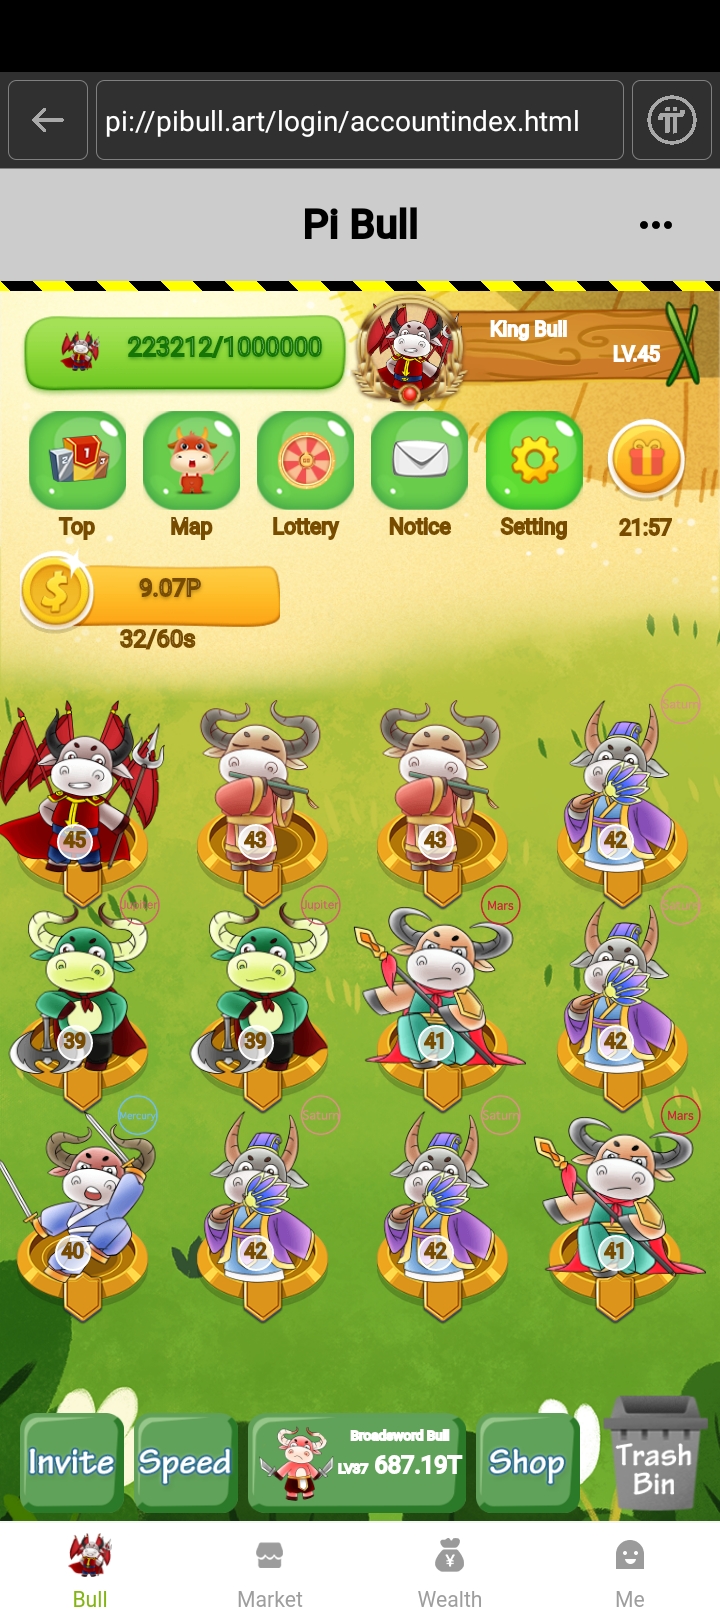 pi://pibull.art/login/accountindex.html
Pi Bull
223212/1000000
King Bull
LV.45
1
Top
Map
Lottery
Notice
Setting
21:57
$
9.07P
32/60s
Saturn
45
43
43
42
Jupiter
Jupiter
Mars
Saturn
39
39
41
42
Mercury
Saturn
Saturn
Mars
40
42
42
41
Invite
Speed
Broadsword Bull
LV37 687.19T
Shop
Trash
Bin
¥
Bull
Market
Wealth
Me